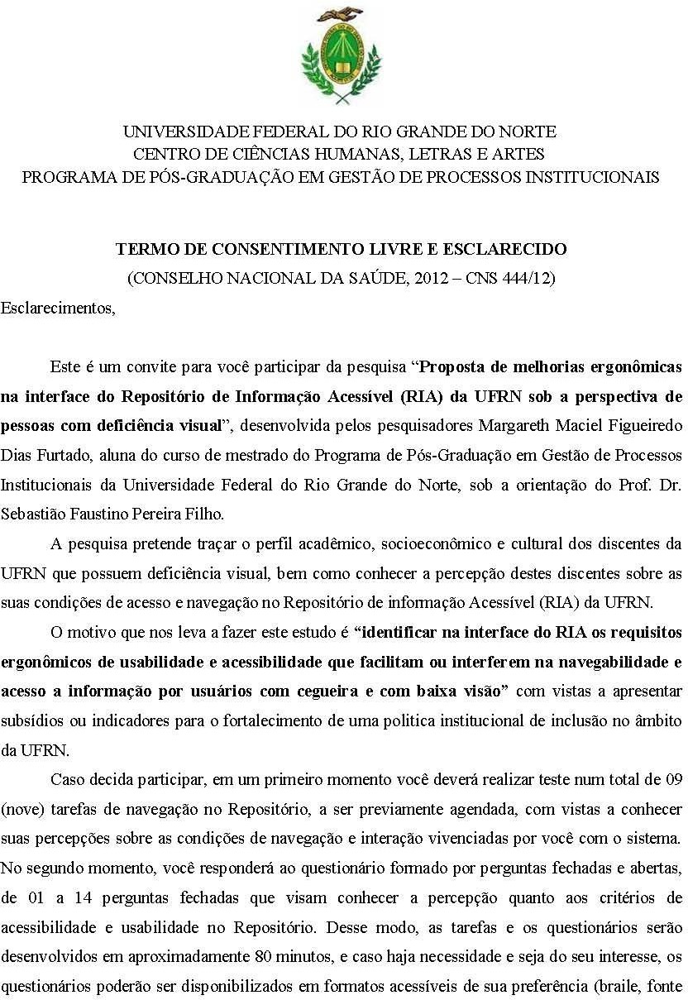 UNIVERSIDADE FEDERAL DO RIO GRANDE DO NORTE
CENTRO DE CIÊNCIAS HUMANAS, LETRAS E ARTES
PROGRAMA DE PÓS-GRADUAÇÃO EM GESTÃO DE PROCESSOS INSTITUCIONAIS
TERMO DE CONSENTIMENTO LIVRE E ESCLARECIDO
(CONSELHO NACIONAL DA SAÚDE, 2012 – CNS 444/12)
Esclarecimentos,
Este é um convite para você participar da pesquisa “Proposta de melhorias ergonômicas
na interface do Repositório de Informação Acessível (RIA) da UFRN sob a perspectiva de
pessoas com deficiência visual”, desenvolvida pelos pesquisadores Margareth Maciel Figueiredo
Dias Furtado, aluna do curso de mestrado do Programa de Pós-Graduação em Gestão de Processos
Institucionais da Universidade Federal do Rio Grande do Norte, sob a orientação do Prof. Dr.
Sebastião Faustino Pereira Filho.
A pesquisa pretende traçar o perfil acadêmico, socioeconômico e cultural dos discentes da
UFRN que possuem deficiência visual, bem como conhecer a percepção destes discentes sobre as
suas condições de acesso e navegação no Repositório de informação Acessível (RIA) da UFRN.
O motivo que nos leva a fazer este estudo é “identificar na interface do RIA os requisitos
ergonômicos de usabilidade e acessibilidade que facilitam ou interferem na navegabilidade e
acesso a informação por usuários com cegueira e com baixa visão” com vistas a apresentar
subsídios ou indicadores para o fortalecimento de uma politica institucional de inclusão no âmbito
da UFRN.
Caso decida participar, em um primeiro momento você deverá realizar teste num total de 09
(nove) tarefas de navegação no Repositório, a ser previamente agendada, com vistas a conhecer
suas percepções sobre as condições de navegação e interação vivenciadas por você com o sistema.
No segundo momento, você responderá ao questionário formado por perguntas fechadas e abertas,
de 01 a 14 perguntas fechadas que visam conhecer a percepção quanto aos critérios de
acessibilidade e usabilidade no Repositório. Desse modo, as tarefas e os questionários serão
desenvolvidos em aproximadamente 80 minutos, e caso haja necessidade e seja do seu interesse, os
questionários poderão ser disponibilizados em formatos acessíveis de sua preferência (braile, fonte